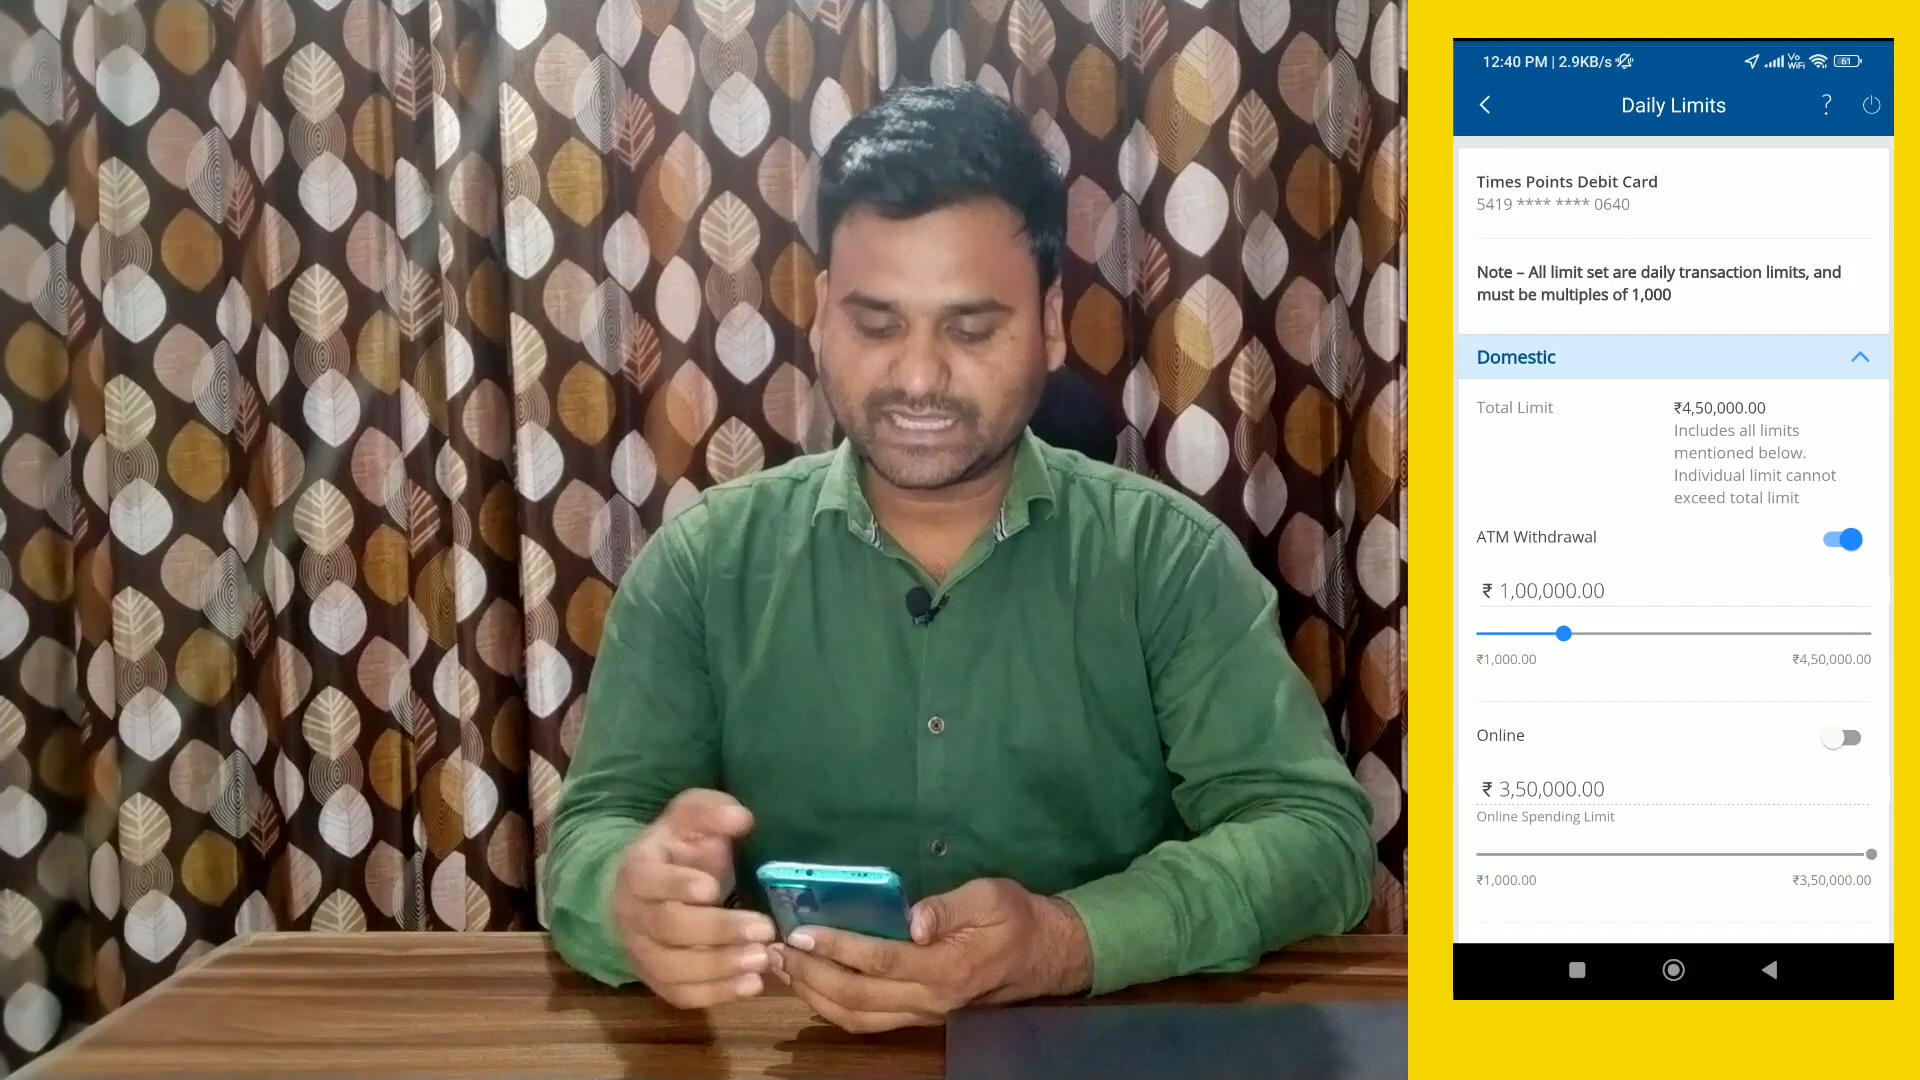 12:40 PM | 2.9KB/s
Vo
WiFi
61
Daily Limits
?
Times Points Debit Card
5419 **** **** 0640
Note – All limit set are daily transaction limits, and
must be multiples of 1,000
Domestic
Total Limit
₹4,50,000.00
Includes all limits
mentioned below.
Individual limit cannot
exceed total limit
ATM Withdrawal
₹ 1,00,000.00
₹1,000.00
₹4,50,000.00
Online
₹ 3,50,000.00
Online Spending Limit
₹1,000.00
₹3,50,000.00